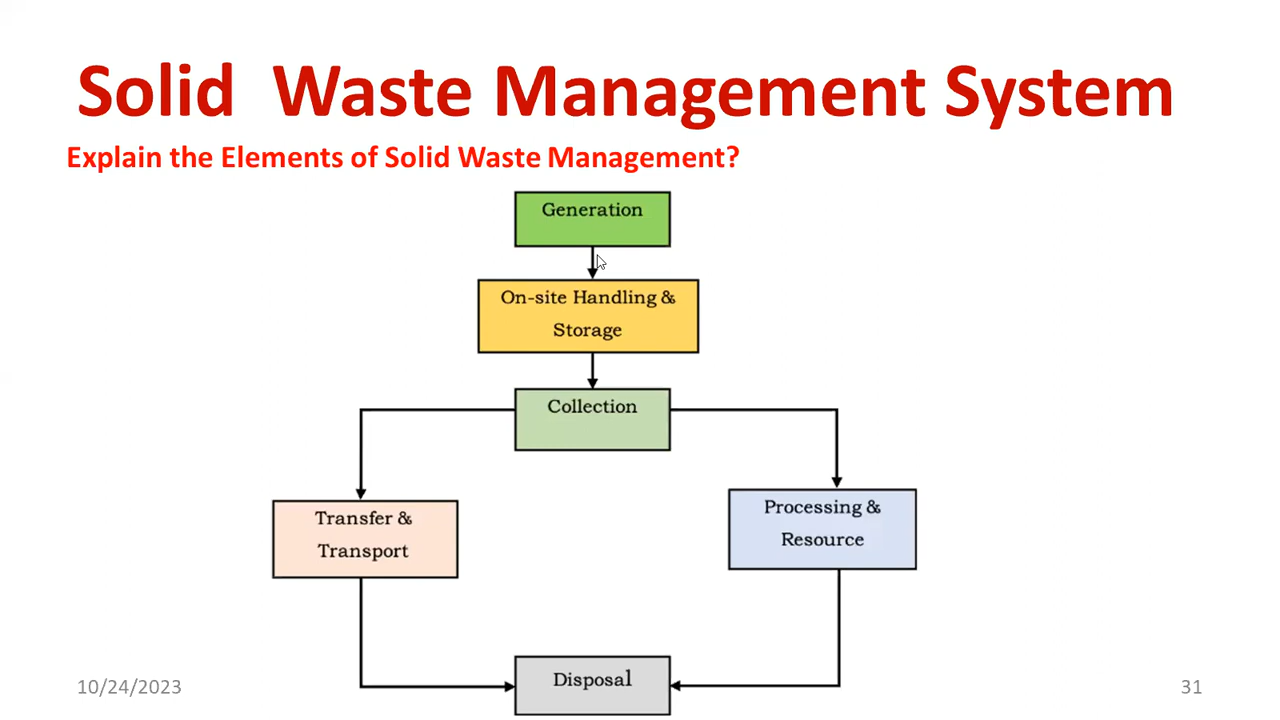 Solid Waste Management System
Explain the Elements of Solid Waste Management?
Generation
On-site Handling &
Storage
Collection
Transfer &
Transport
Processing &
Resource
Disposal
10/24/2023
31